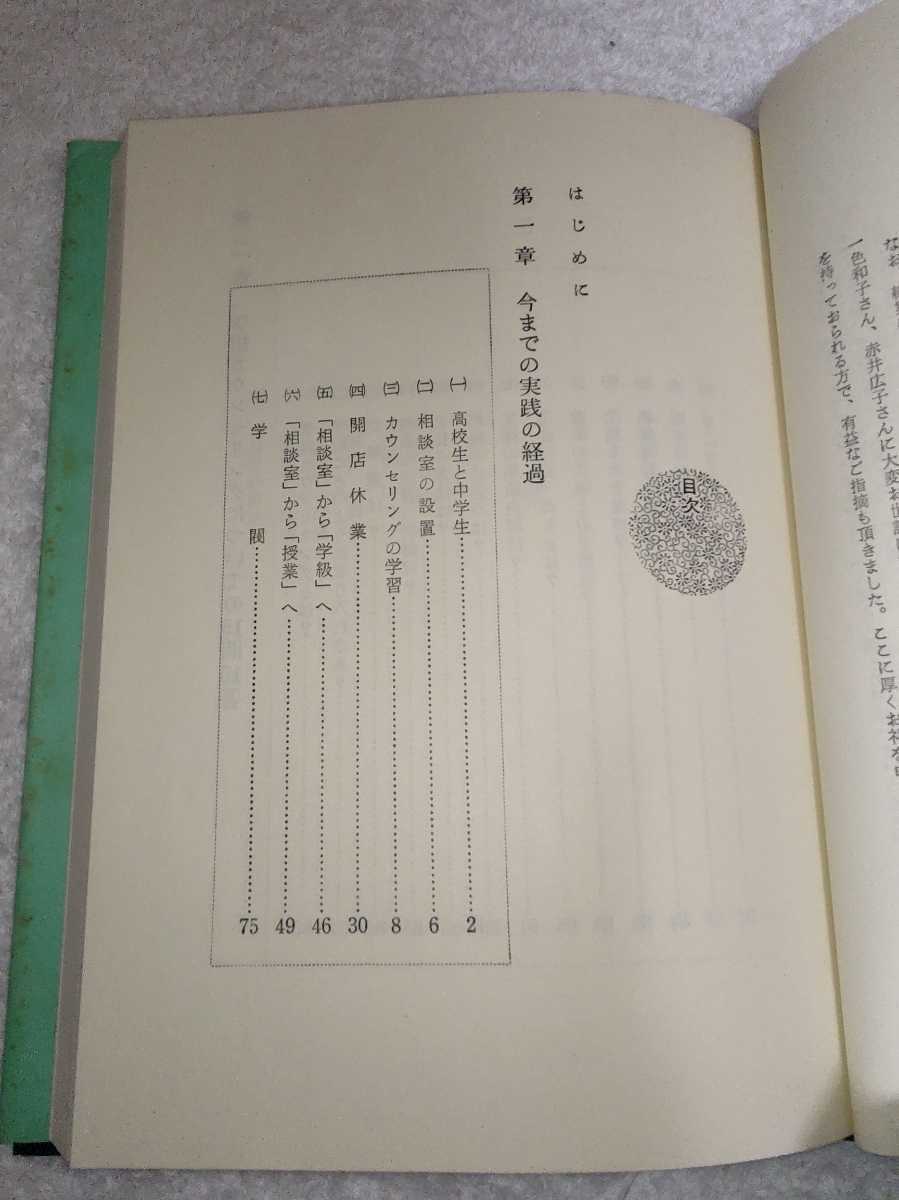 一色和子さん、赤井広子さんに大変お世
を持っておられる方で、有益なご指摘も頂きました。ここに厚くお礼を
目次
はじめに
第一章 今までの実践の経過
㈠ 高校生と中学生……2
㈡ 相談室の設置……6
㈢ カウンセリングの学習……8
㈣ 開店休業……30
㈤ 「相談室」から「学級」へ……46
㈥ 「相談室」から「授業」へ……49
㈦ 学閥……75